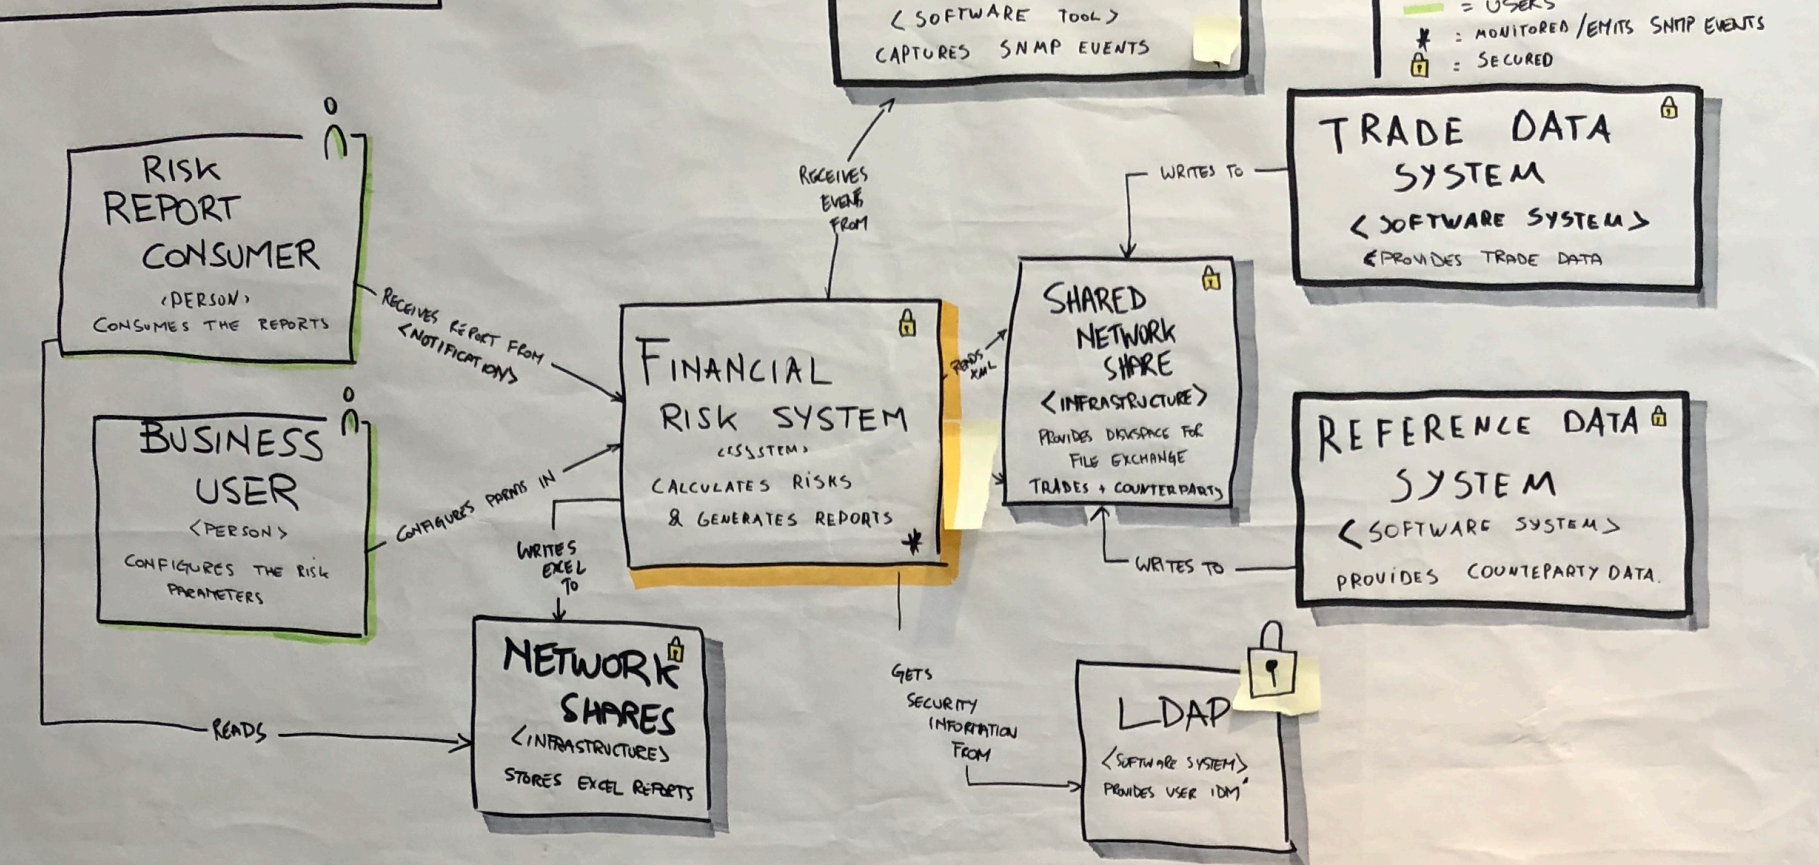 <SOFTWARE TOOL>
CAPTURES SNMP EVENTS
= USERS
* : MONITORED/EMITS SNMP EVENTS
: SECURED
RISK
REPORT
CONSUMER
<PERSON>
CONSUMES THE REPORTS
RECEIVES REPORT FROM
<NOTIFICATION>
RECEIVES
EVENTS
FROM
WRITES TO
TRADE DATA
SYSTEM
<SOFTWARE SYSTEM>
PROVIDES TRADE DATA
BUSINESS
USER
<PERSON>
CONFIGURES THE RISK
PARAMETERS
CONFIGURES PARMS IN
FINANCIAL
RISK SYSTEM
CALCULATES RISKS
& GENERATES REPORTS
*
READS
XML
SHARED
NETWORK
SHARE
<INFRASTRUCTURE>
PROVIDES DISKSPACE FOR
FILE EXCHANGE
TRADES + COUNTERPARTY
WRITES TO
REFERENCE DATA
SYSTEM
<SOFTWARE SYSTEM>
PROVIDES COUNTEPARTY DATA.
WRITES
EXCEL
TO
READS
NETWORK
SHARES
<INFRASTRUCTURE>
STORES EXCEL REPORTS
GETS
SECURITY
INFORMATION
FROM
LDAP
<SOFTWARE SYSTEM>
PROVIDES USER IDM